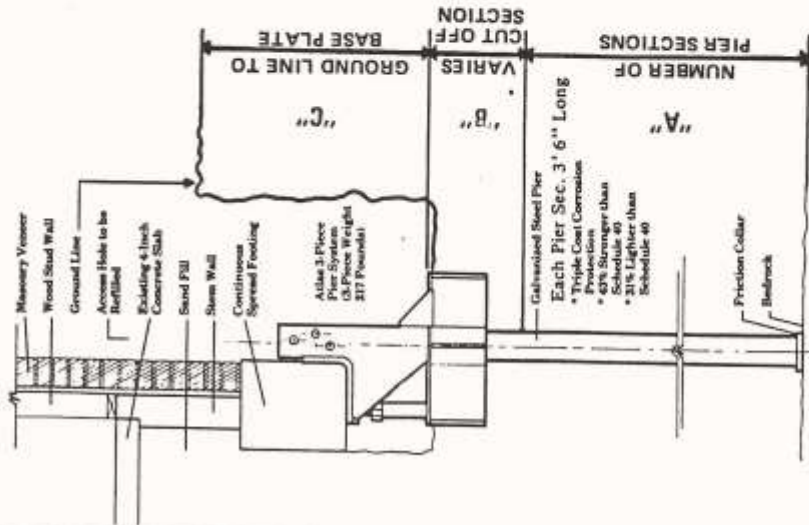 Masonry Veneer
Wood Stud Wall
Ground Line
Access Hole to be
Refilled
Existing 4-Inch
Concrete Slab
Sand Fill
Stem Wall
Continuous
Spread Footing
Atlas 3-Piece
Pier System
(3-Piece Weight
217 Pounds)
Galvanized Steel Pier
Each Pier Sec. 3' 6" Long
* Triple Coat Corrosion
Protection
* 63% Stronger than
Schedule 40
* 31% Lighter than
Schedule 40
Friction Collar
Bedrock
"A"
NUMBER OF
PIER SECTIONS
"B"
VARIES
CUT OFF
SECTION
"C"
GROUND LINE TO
BASE PLATE